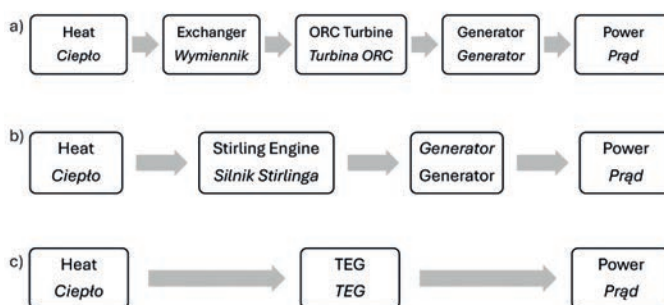 a)
Heat
Ciepło
Exchanger
Wymiennik
ORC Turbine
Turbina ORC
Generator
Generator
Power
Prąd
b)
Heat
Ciepło
Stirling Engine
Silnik Stirlinga
Generator
Generator
Power
Prąd
c)
Heat
Ciepło
TEG
TEG
Power
Prąd